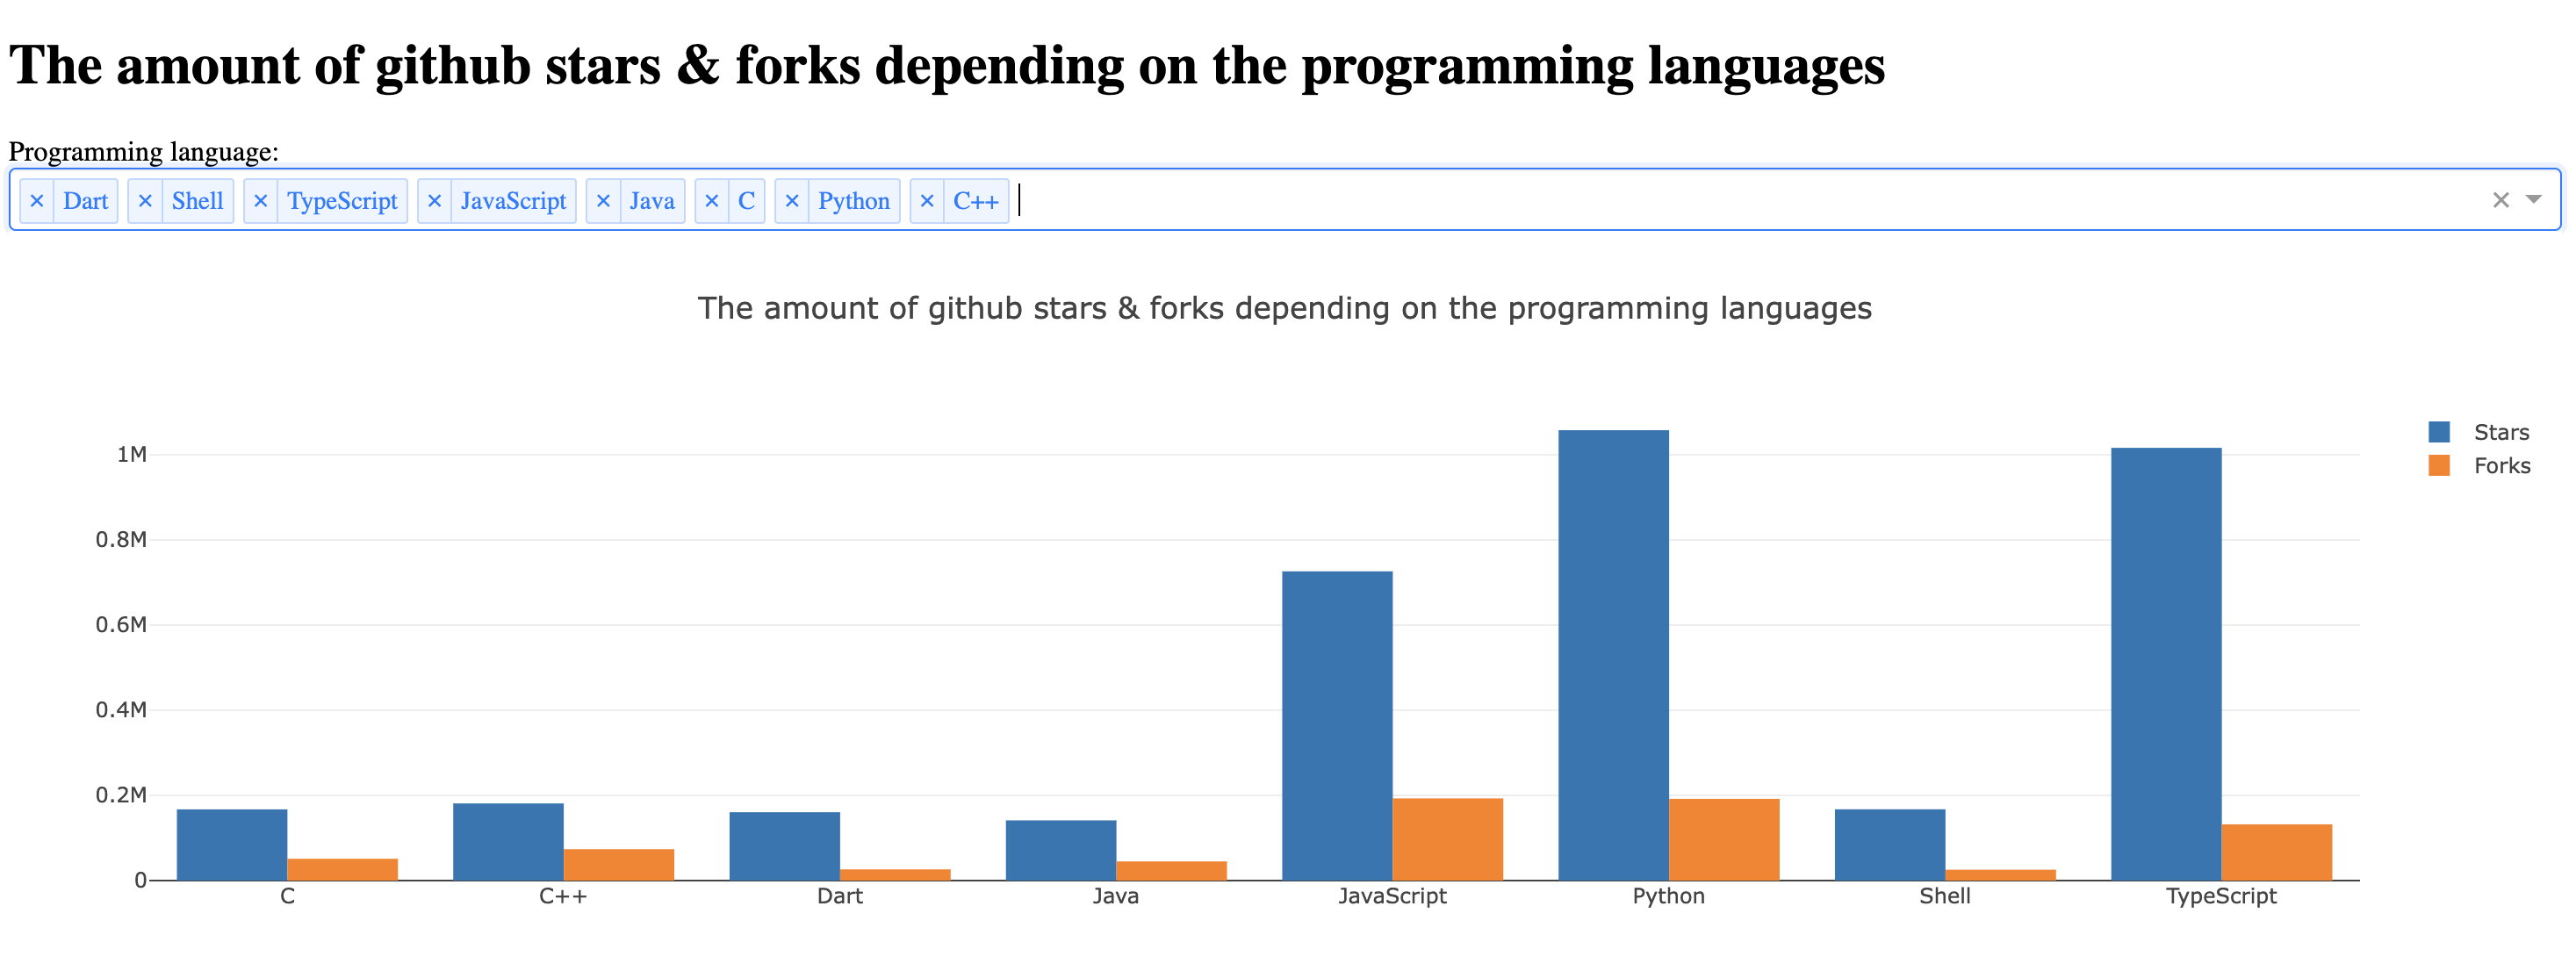 The amount of github stars & forks depending on the programming languages
Programming language:
× Dart × Shell × TypeScript × JavaScript × Java × C × Python × C++ ×
The amount of github stars & forks depending on the programming languages
Stars
Forks
1M
0.8M
0.6M
0.4M
0.2M
0
C C++ Dart Java JavaScript Python Shell TypeScript